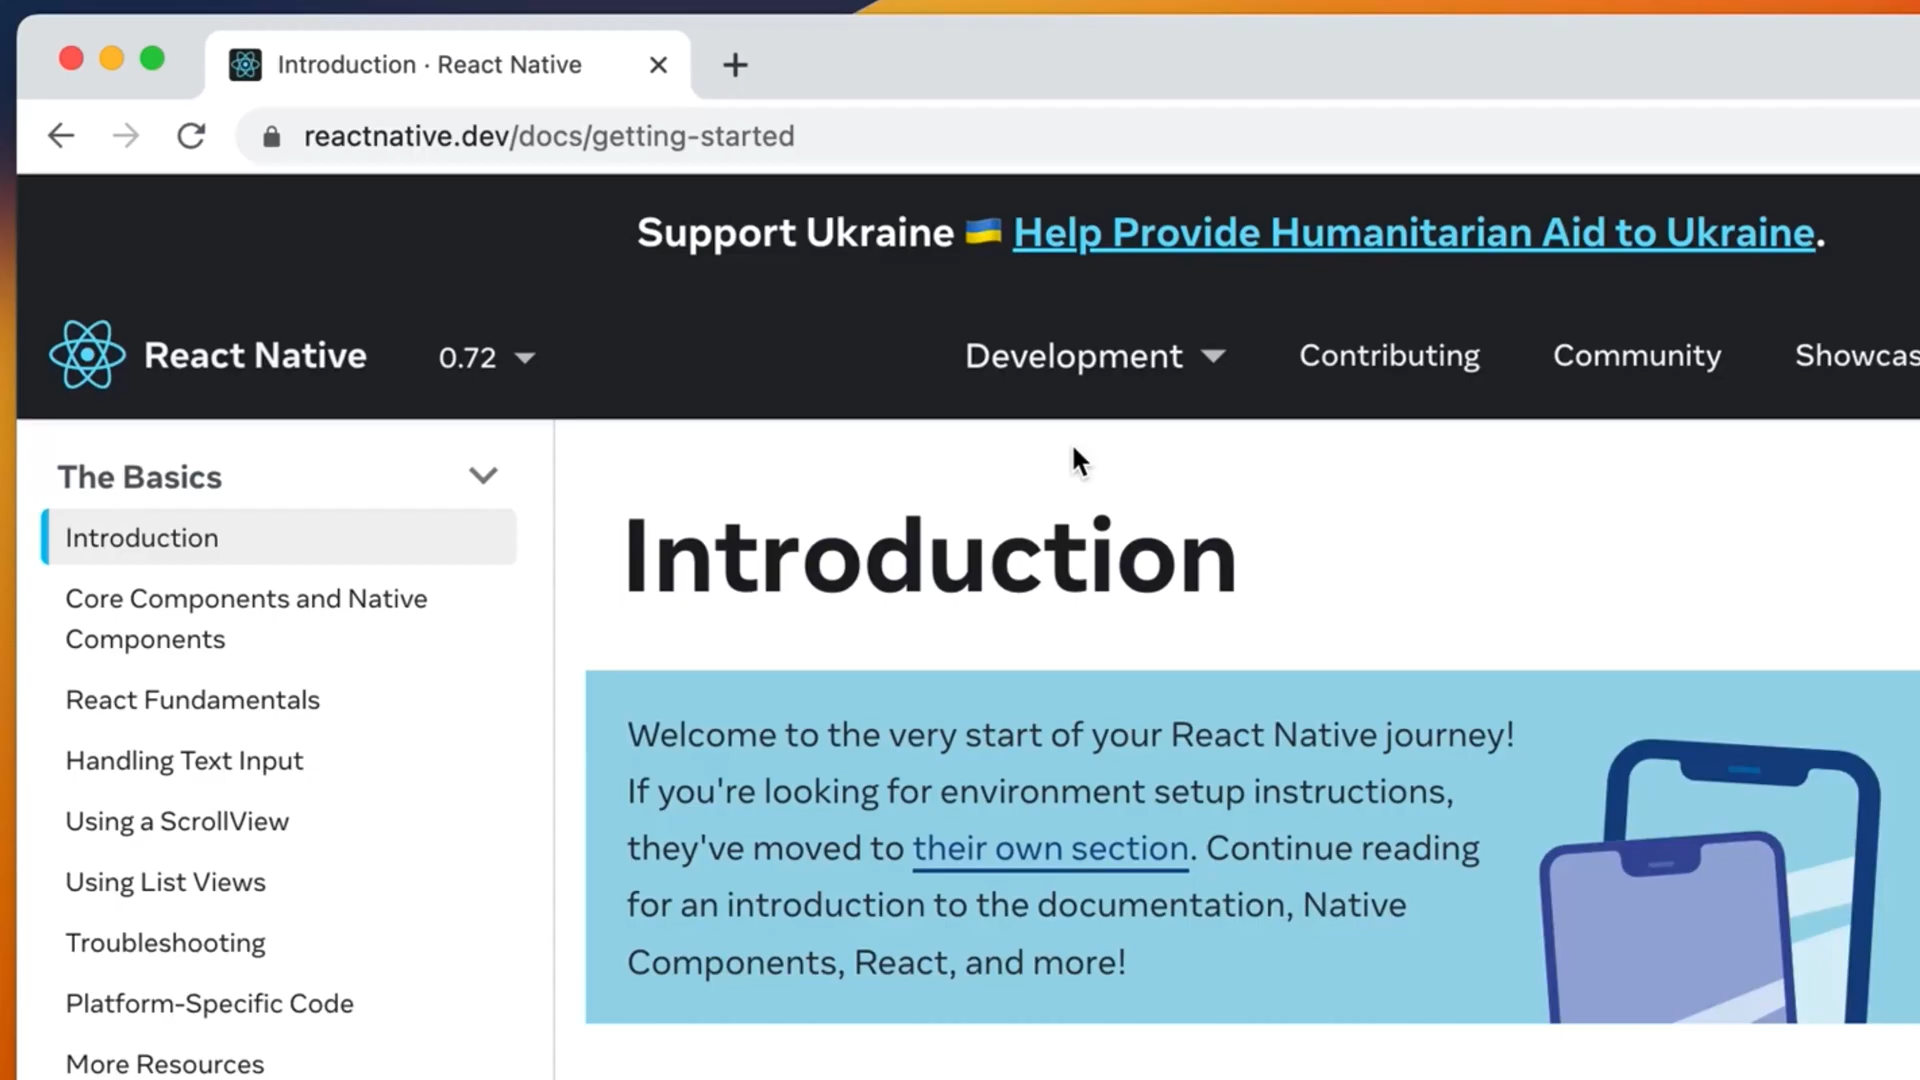 Introduction · React Native
reactnative.dev/docs/getting-started
Support Ukraine 🇺🇦 Help Provide Humanitarian Aid to Ukraine.
React Native 0.72 Development Contributing Community Showcas
The Basics
Introduction
Core Components and Native
Components
React Fundamentals
Handling Text Input
Using a ScrollView
Using List Views
Troubleshooting
Platform-Specific Code
More Resources
Introduction
Welcome to the very start of your React Native journey!
If you're looking for environment setup instructions,
they've moved to their own section. Continue reading
for an introduction to the documentation, Native
Components, React, and more!